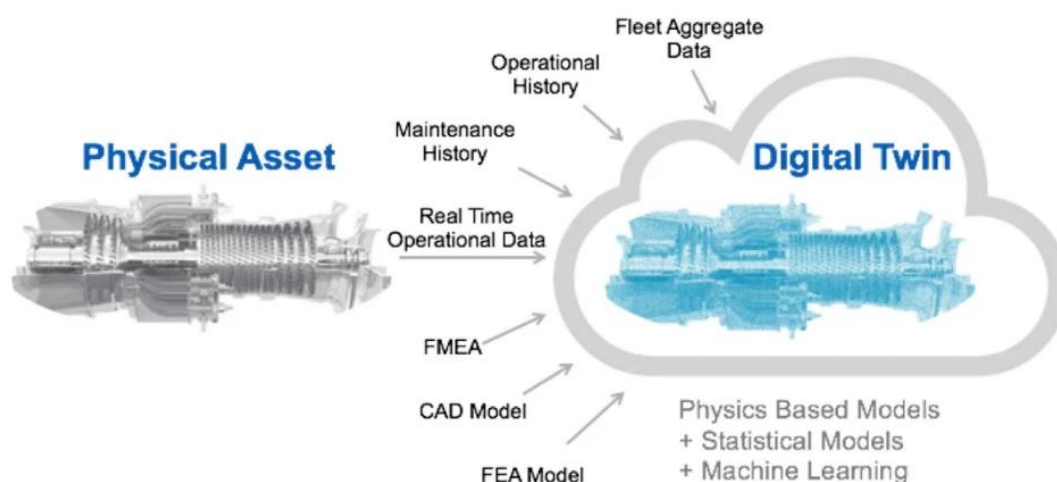 Fleet Aggregate
Data
Operational
History
Maintenance
History
Physical Asset
Digital Twin
Real Time
Operational Data
FMEA
CAD Model
FEA Model
Physics Based Models
+ Statistical Models
+ Machine Learning